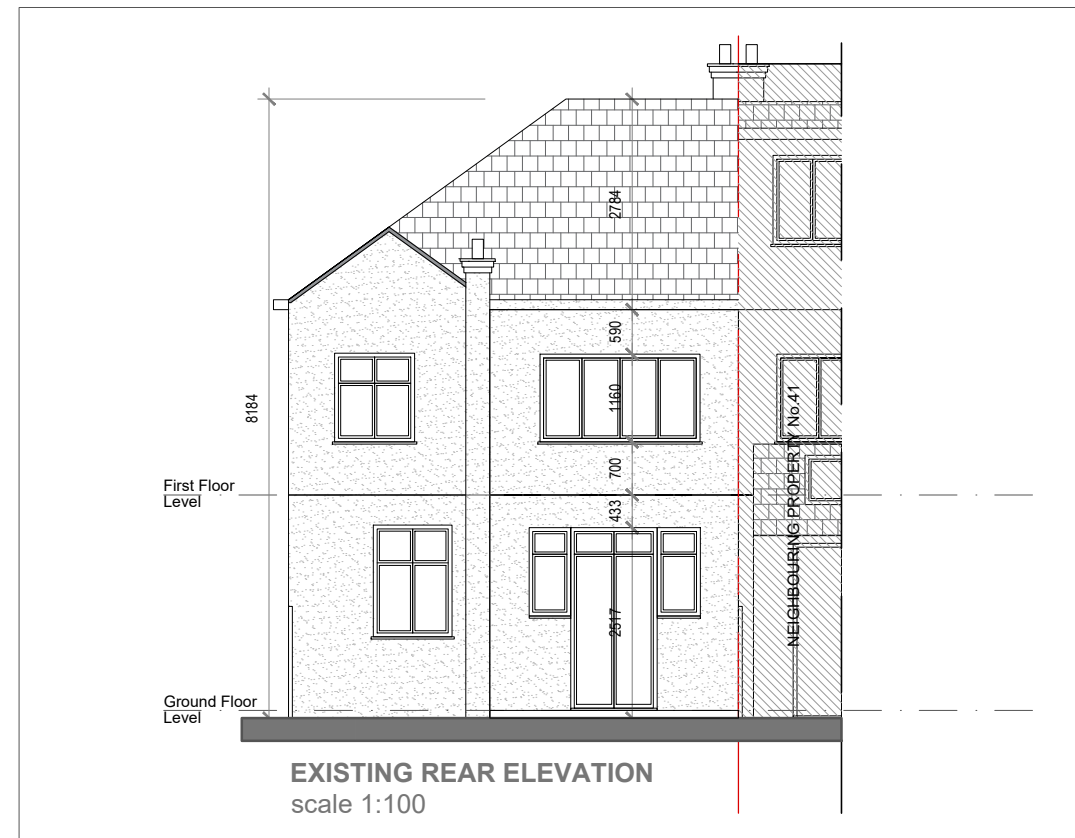 2784
590
8184
1160
NEIGHBOURING PROPERTY No.41
700
First Floor
Level
433
2517
Ground Floor
Level
EXISTING REAR ELEVATION
scale 1:100